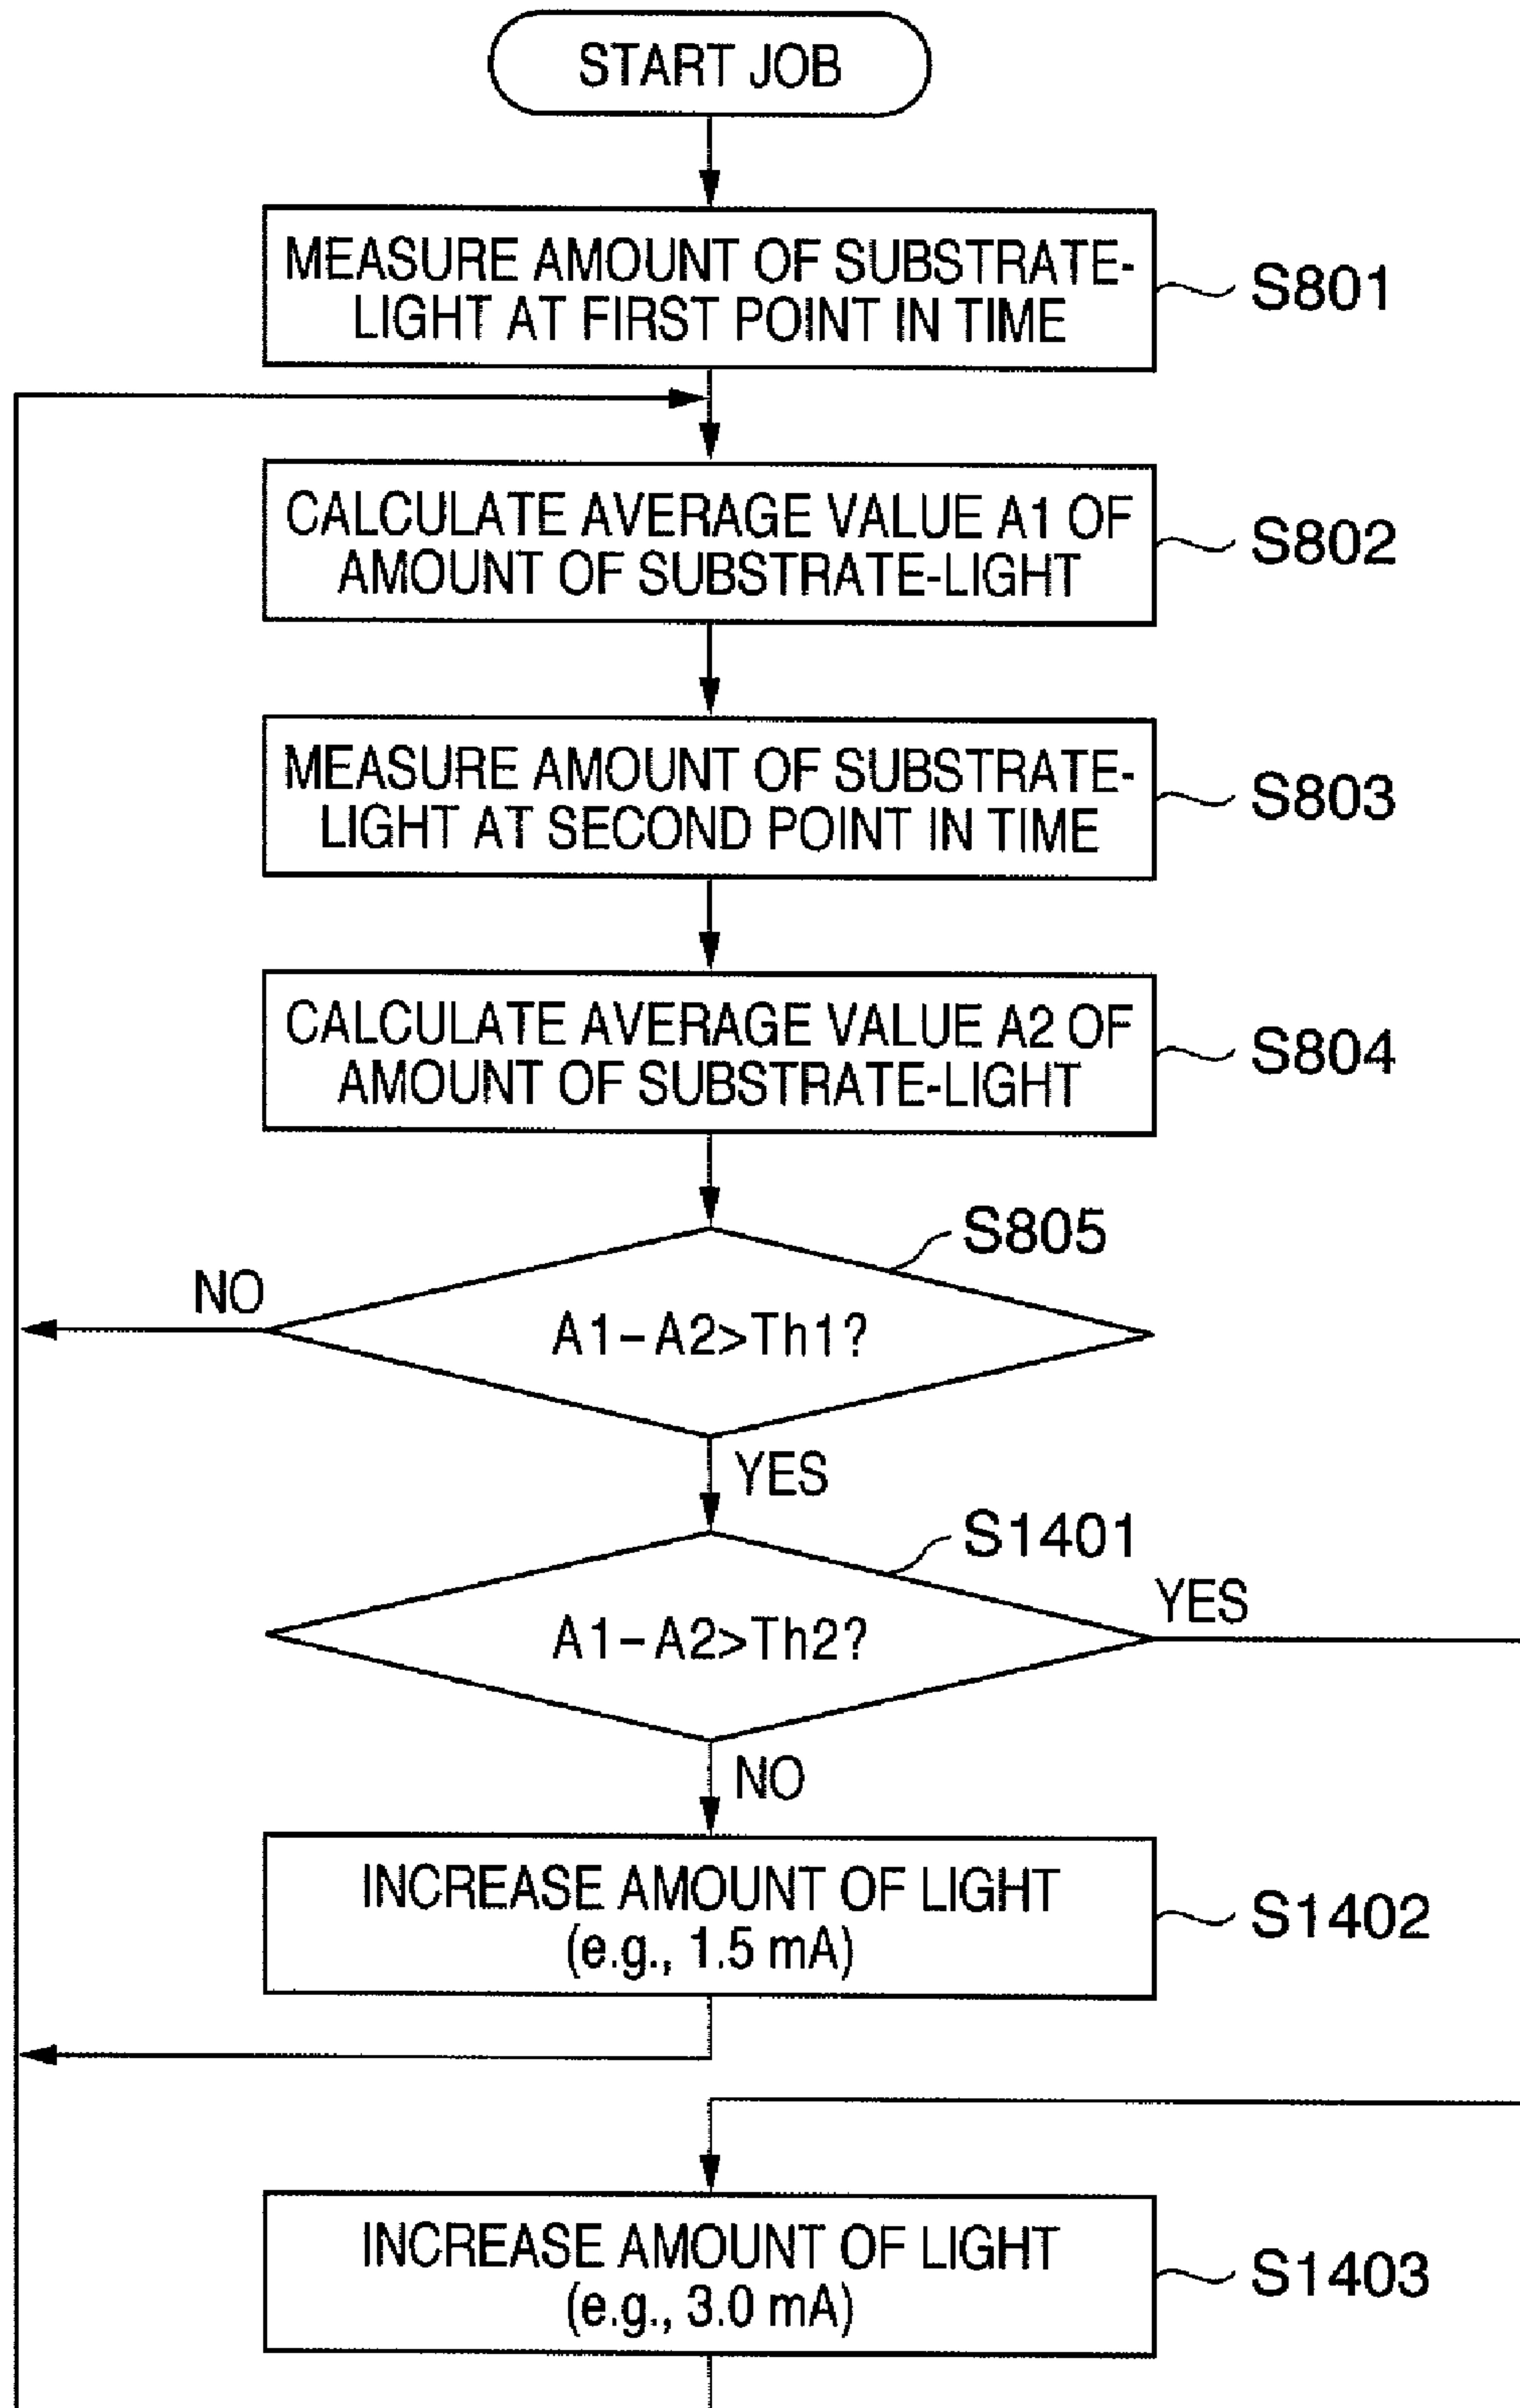 START JOB
MEASURE AMOUNT OF SUBSTRATE-
LIGHT AT FIRST POINT IN TIME
S801
CALCULATE AVERAGE VALUE A1 OF
AMOUNT OF SUBSTRATE-LIGHT
S802
MEASURE AMOUNT OF SUBSTRATE-
LIGHT AT SECOND POINT IN TIME
S803
CALCULATE AVERAGE VALUE A2 OF
AMOUNT OF SUBSTRATE-LIGHT
S804
S805
NO
A1–A2>Th1?
YES
S1401
YES
A1–A2>Th2?
NO
INCREASE AMOUNT OF LIGHT
(e.g., 1.5 mA)
S1402
INCREASE AMOUNT OF LIGHT
(e.g., 3.0 mA)
S1403